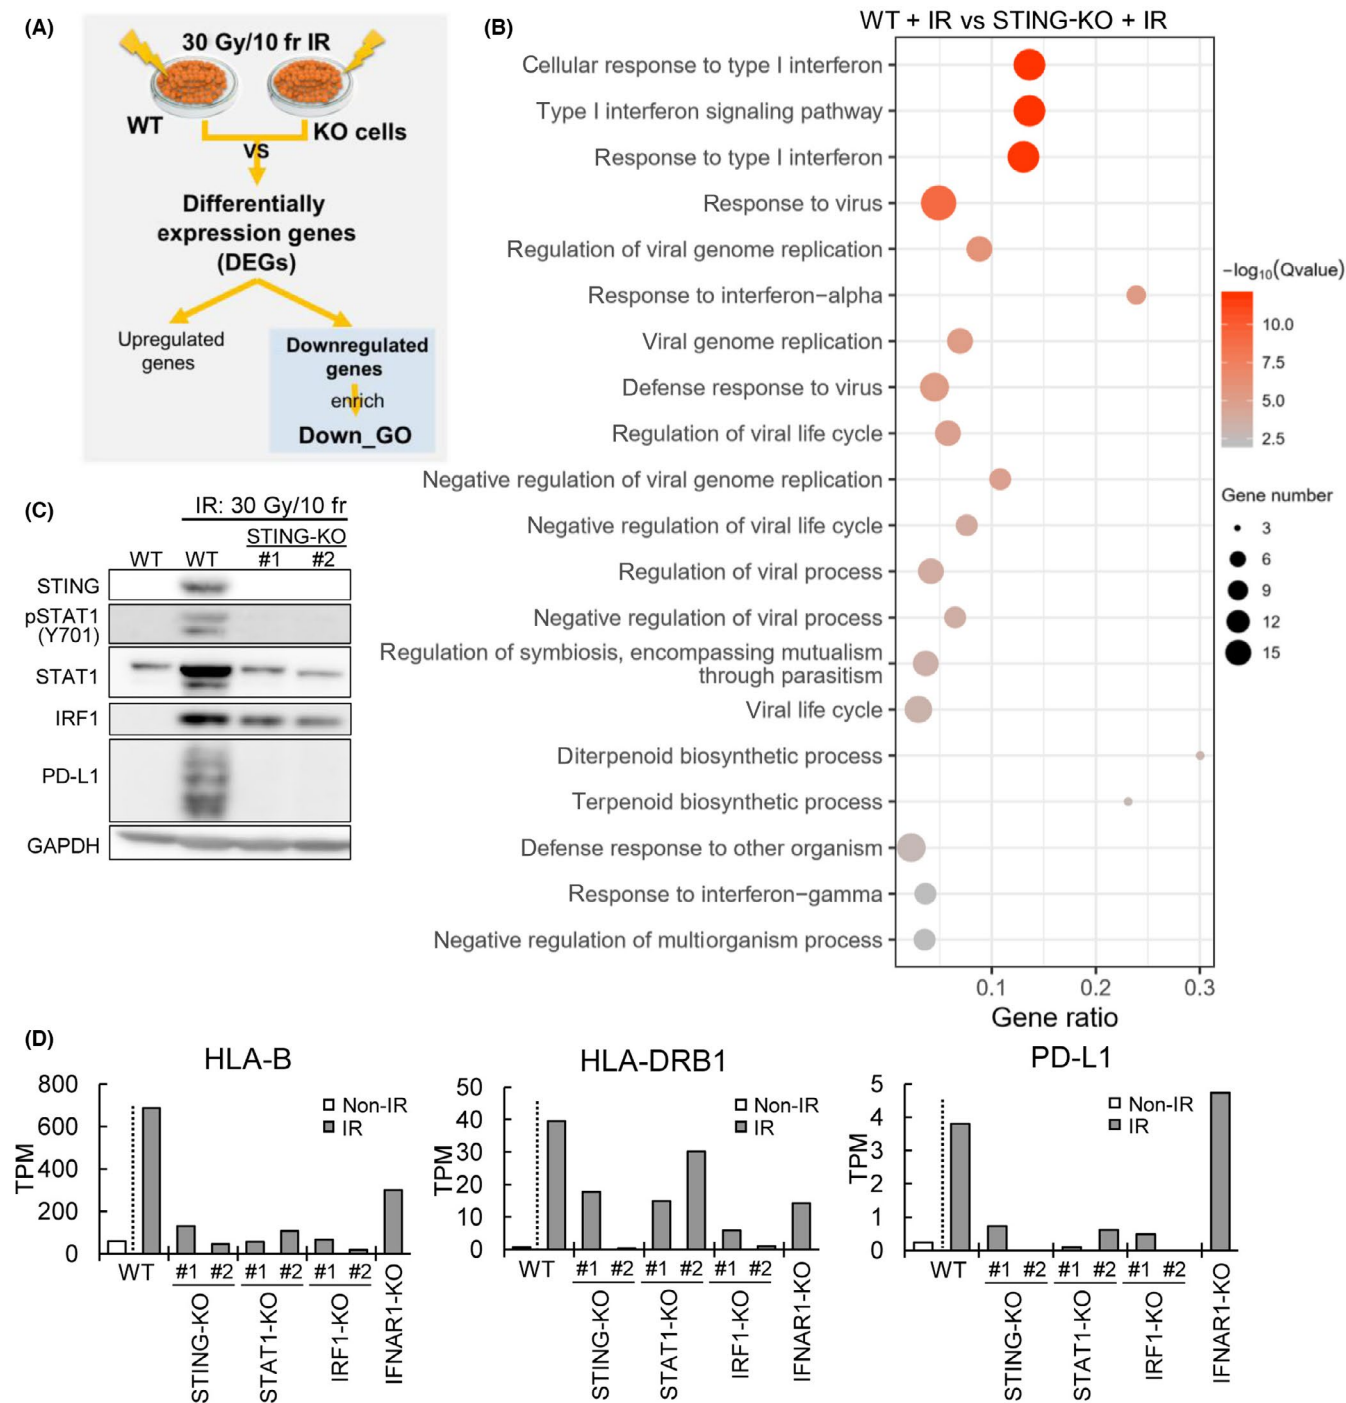 (A)
30 Gy/10 fr IR
WT
KO cells
VS
Differentially
expression genes
(DEGs)
Upregulated
genes
Downregulated
genes
enrich
Down_GO
(B)
WT + IR vs STING-KO + IR
Cellular response to type I interferon
Type I interferon signaling pathway
Response to type I interferon
Response to virus
Regulation of viral genome replication
Response to interferon−alpha
Viral genome replication
Defense response to virus
Regulation of viral life cycle
Negative regulation of viral genome replication
Negative regulation of viral life cycle
Regulation of viral process
Negative regulation of viral process
Regulation of symbiosis, encompassing mutualism
through parasitism
Viral life cycle
Diterpenoid biosynthetic process
Terpenoid biosynthetic process
Defense response to other organism
Response to interferon−gamma
Negative regulation of multiorganism process
0.1 0.2 0.3
Gene ratio
−log₁₀(Qvalue)
10.0
7.5
5.0
2.5
Gene number
3
6
9
12
15
(C)
IR: 30 Gy/10 fr
STING-KO
WT WT #1 #2
STING
pSTAT1
(Y701)
STAT1
IRF1
PD-L1
GAPDH
(D)
HLA-B
800
600
400
200
0
TPM
Non-IR
IR
WT #1 #2 #1 #2 #1 #2
STING-KO
STAT1-KO
IRF1-KO
IFNAR1-KO
HLA-DRB1
50
40
30
20
10
0
TPM
Non-IR
IR
WT #1 #2 #1 #2 #1 #2
STING-KO
STAT1-KO
IRF1-KO
IFNAR1-KO
PD-L1
5
4
3
2
1
0
TPM
Non-IR
IR
WT #1 #2 #1 #2 #1 #2
STING-KO
STAT1-KO
IRF1-KO
IFNAR1-KO